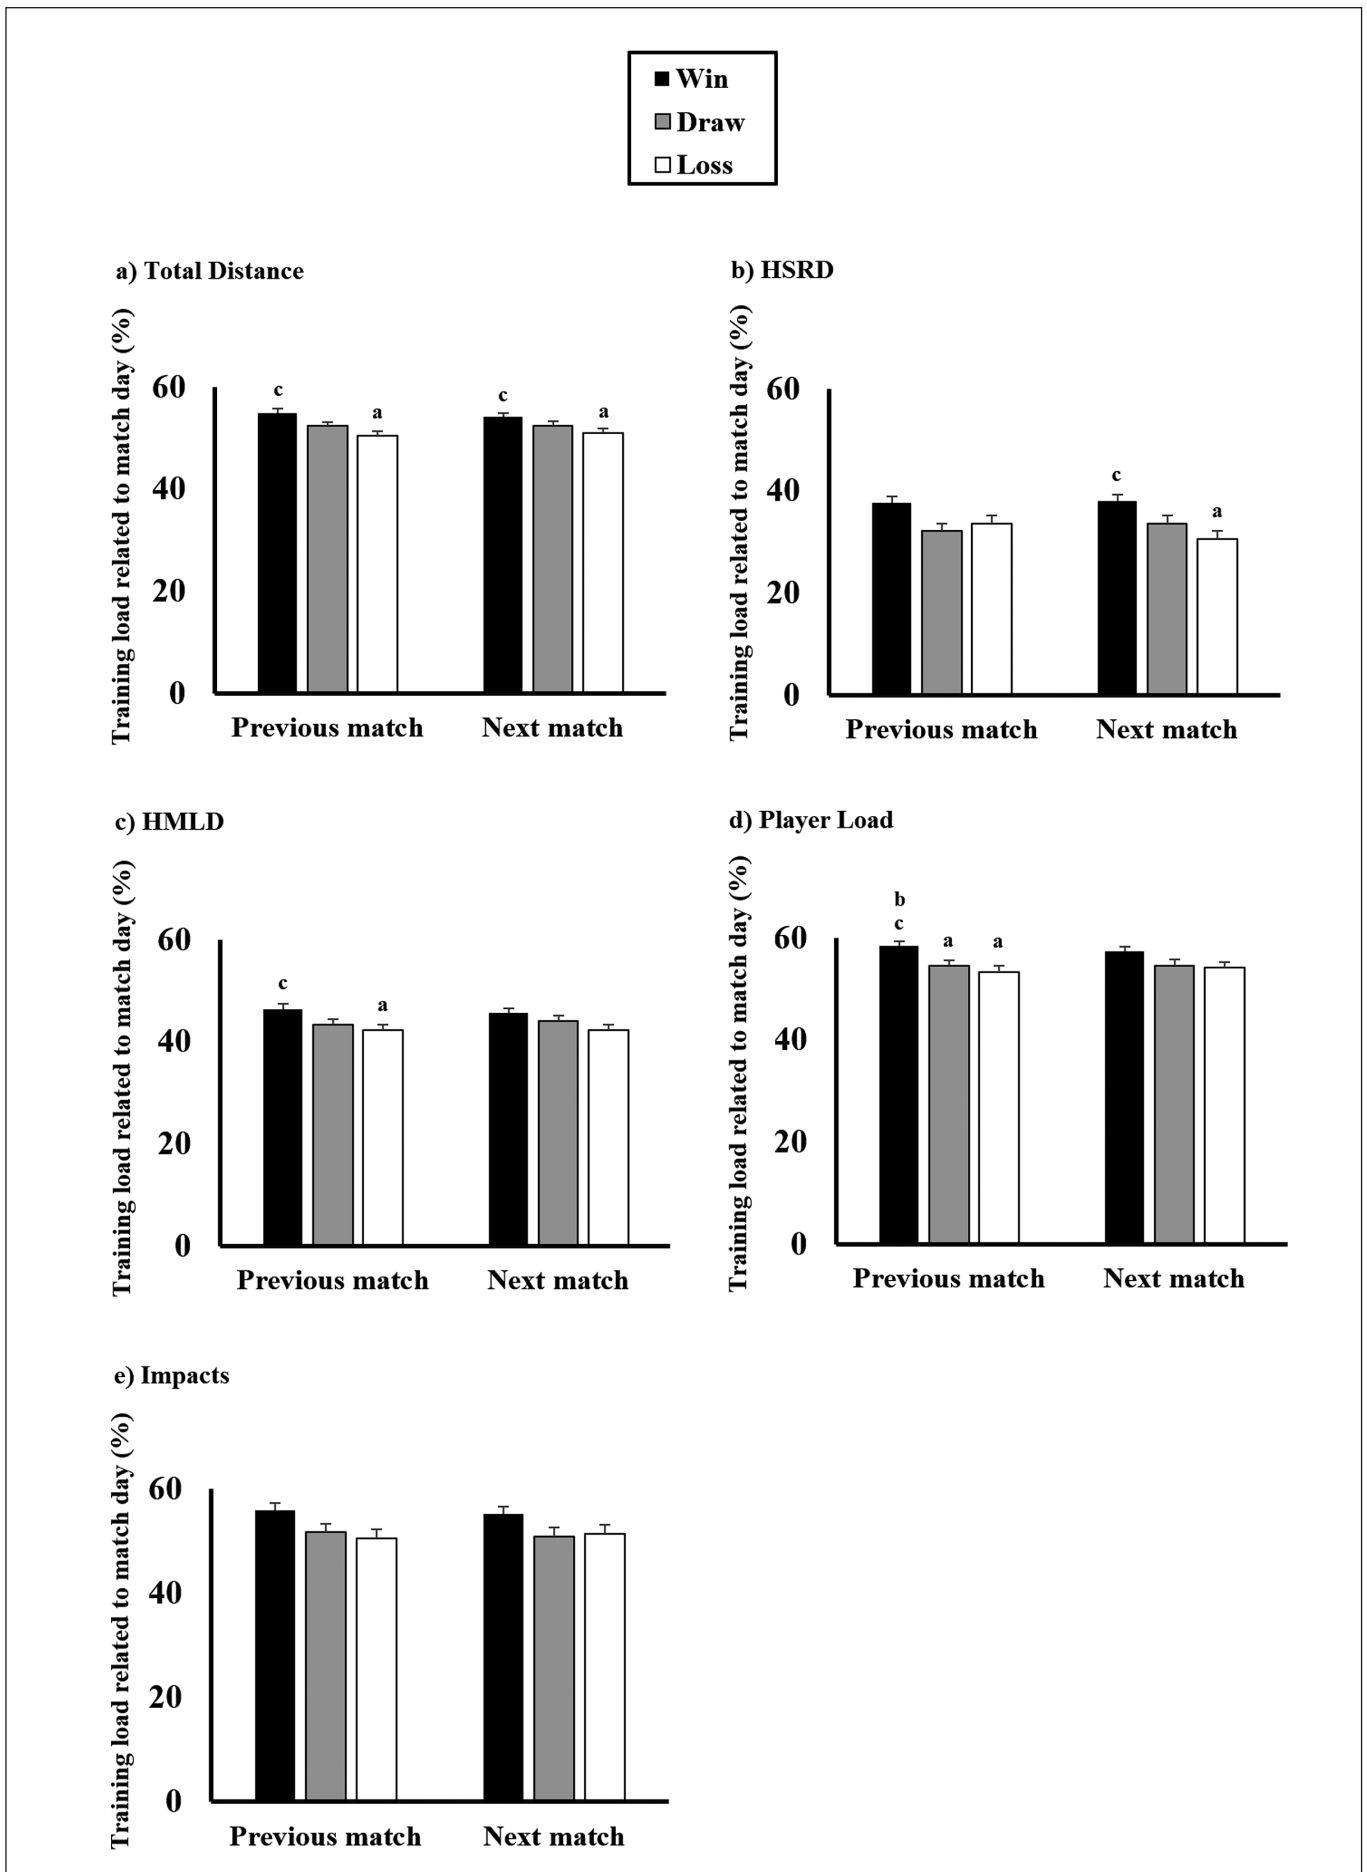 Win
Draw
Loss
a) Total Distance
Training load related to match day (%)
60
40
20
0
c
a
c
a
Previous match
Next match
b) HSRD
Training load related to match day (%)
60
40
20
0
c
a
Previous match
Next match
c) HMLD
Training load related to match day (%)
60
40
20
0
c
a
Previous match
Next match
d) Player Load
Training load related to match day (%)
60
40
20
0
b
c
a
a
Previous match
Next match
e) Impacts
Training load related to match day (%)
60
40
20
0
Previous match
Next match